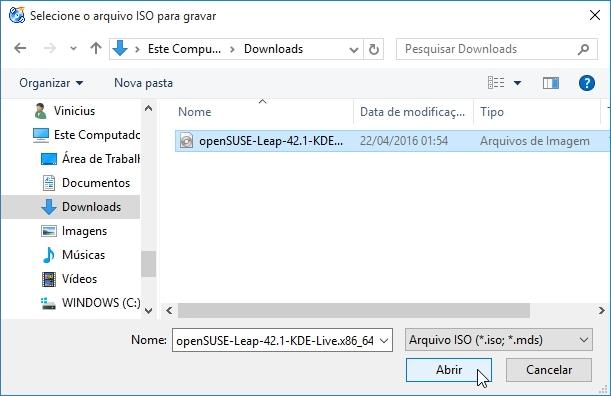 Selecione o arquivo ISO para gravar
Este Compu... Downloads
Pesquisar Downloads
Organizar Nova pasta
Vinicius
Este Computado
Área de Trabalh
Documentos
Downloads
Imagens
Músicas
Vídeos
WINDOWS (C:)
Nome Data de modificaç... Tipo
openSUSE-Leap-42.1-KDE... 22/04/2016 01:54 Arquivos de Imagem
Nome: openSUSE-Leap-42.1-KDE-Live.x86_64 Arquivo ISO (*.iso; *.mds)
Abrir Cancelar